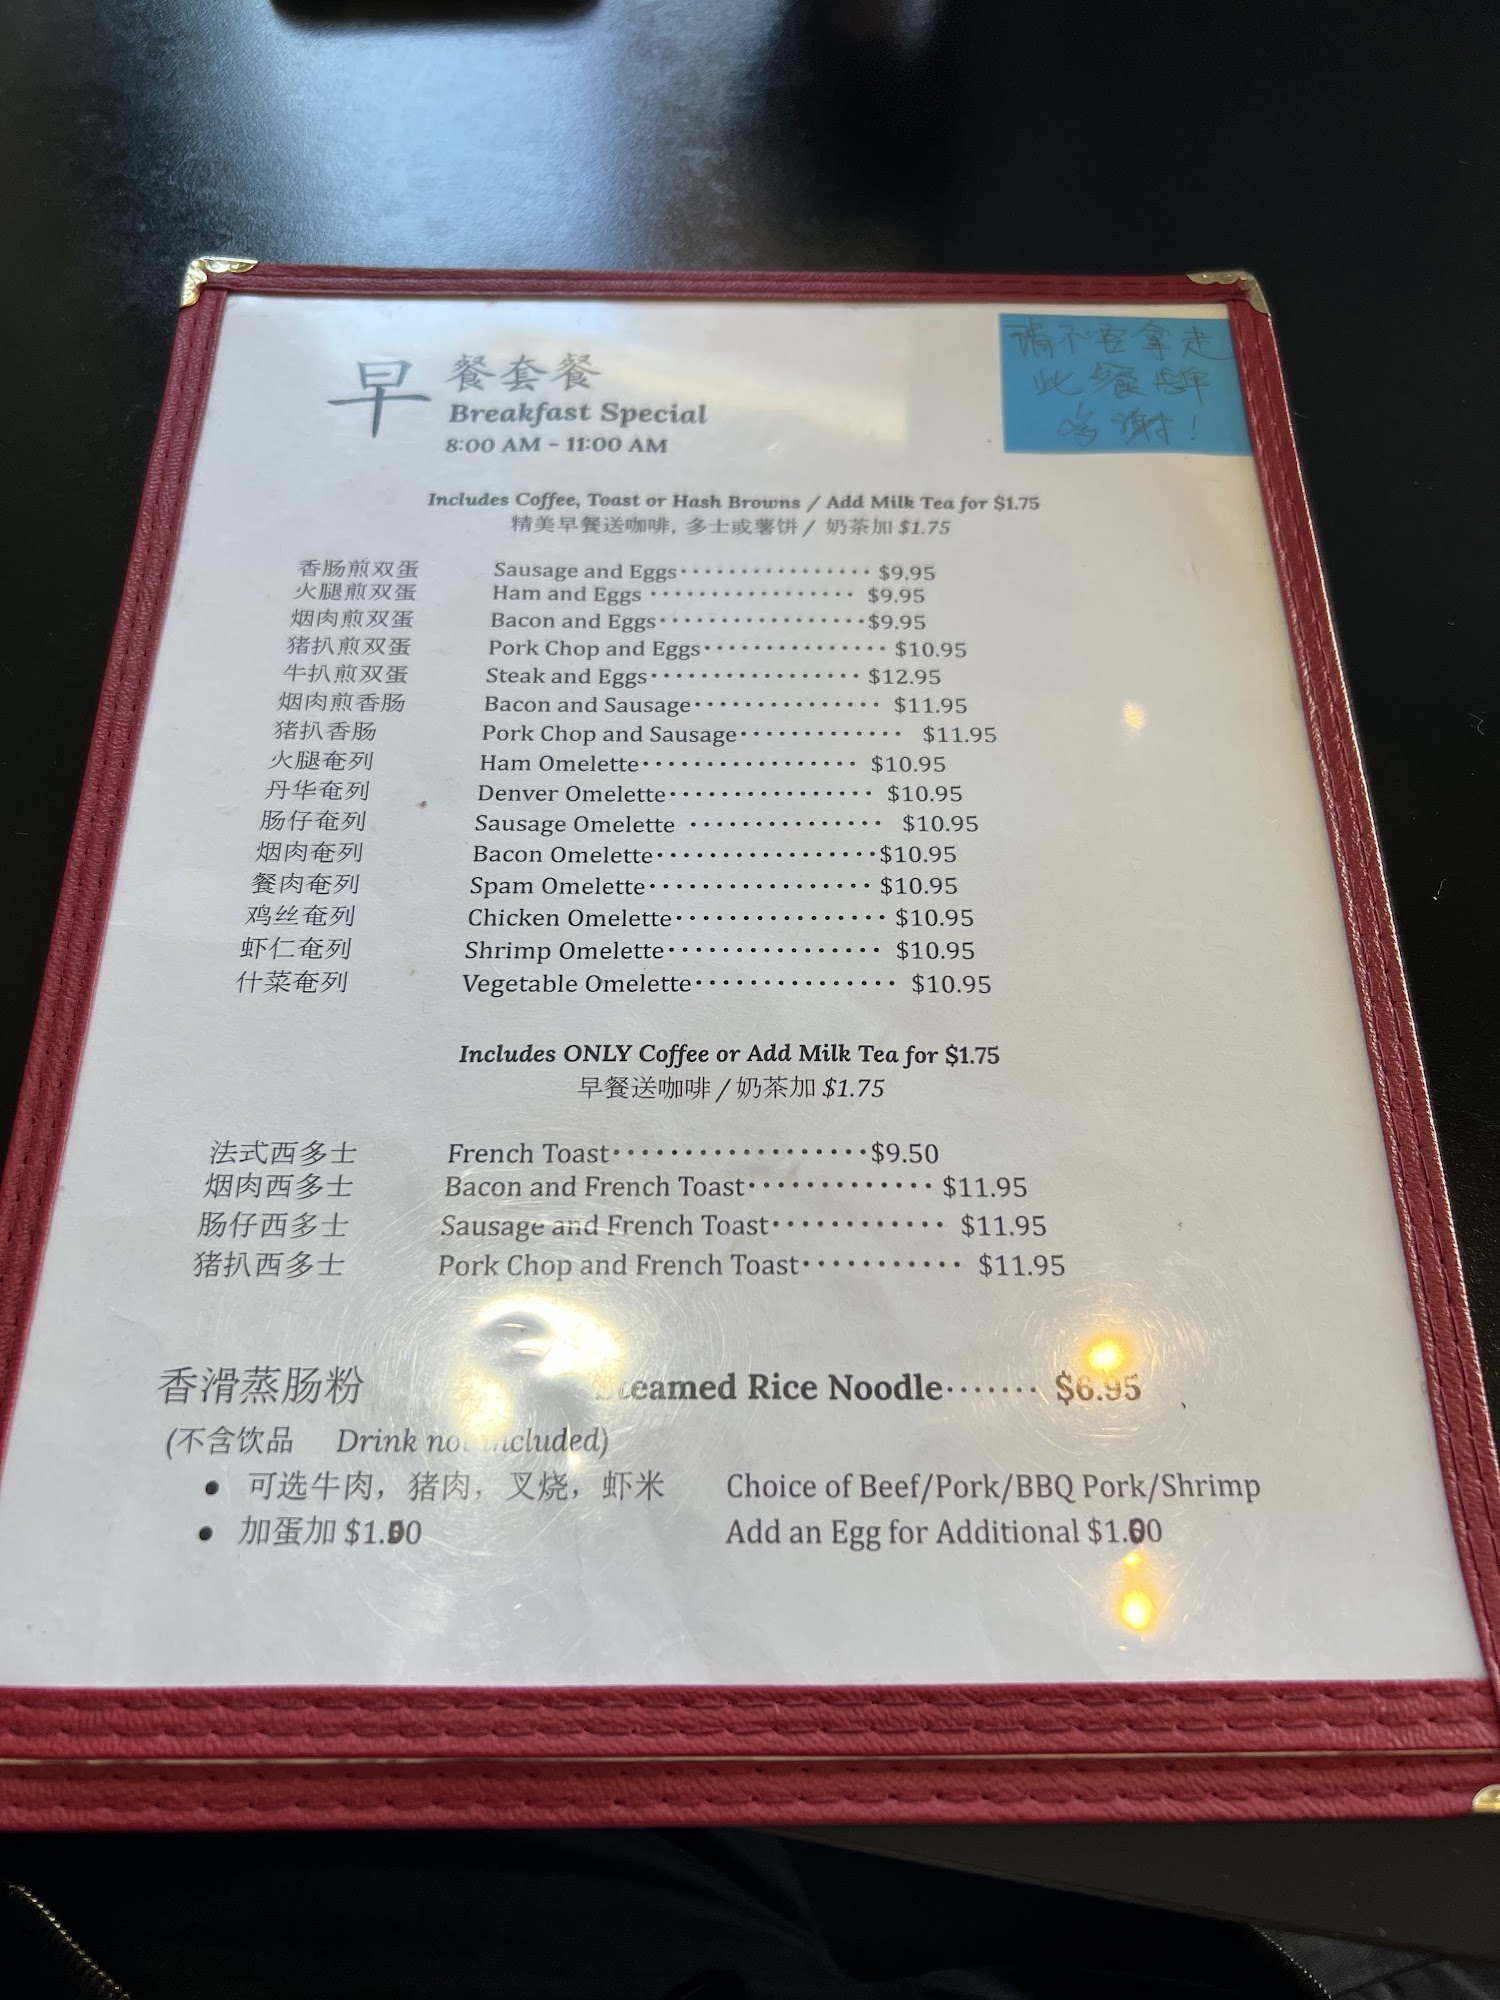 早餐套餐
Breakfast Special
8:00 AM - 11:00 AM
请不要拿走
此餐牌
多谢!
Includes Coffee, Toast or Hash Browns / Add Milk Tea for $1.75
精美早餐送咖啡, 多士或薯饼 / 奶茶加 $1.75
香肠煎双蛋 Sausage and Eggs················ $9.95
火腿煎双蛋 Ham and Eggs ················· $9.95
烟肉煎双蛋 Bacon and Eggs·················$9.95
猪扒煎双蛋 Pork Chop and Eggs··············· $10.95
牛扒煎双蛋 Steak and Eggs················· $12.95
烟肉煎香肠 Bacon and Sausage··············· $11.95
猪扒香肠 Pork Chop and Sausage············· $11.95
火腿奄列 Ham Omelette················· $10.95
丹华奄列 Denver Omelette················ $10.95
肠仔奄列 Sausage Omelette ··············· $10.95
烟肉奄列 Bacon Omelette·················$10.95
餐肉奄列 Spam Omelette················· $10.95
鸡丝奄列 Chicken Omelette················ $10.95
虾仁奄列 Shrimp Omelette················ $10.95
什菜奄列 Vegetable Omelette··············· $10.95
Includes ONLY Coffee or Add Milk Tea for $1.75
早餐送咖啡 / 奶茶加 $1.75
法式西多士 French Toast··················$9.50
烟肉西多士 Bacon and French Toast············· $11.95
肠仔西多士 Sausage and French Toast············ $11.95
猪扒西多士 Pork Chop and French Toast··········· $11.95
香滑蒸肠粉 Steamed Rice Noodle······· $6.95
(不含饮品 Drink not included)
• 可选牛肉，猪肉，叉烧，虾米 Choice of Beef/Pork/BBQ Pork/Shrimp
• 加蛋加 Add an Egg for Additional